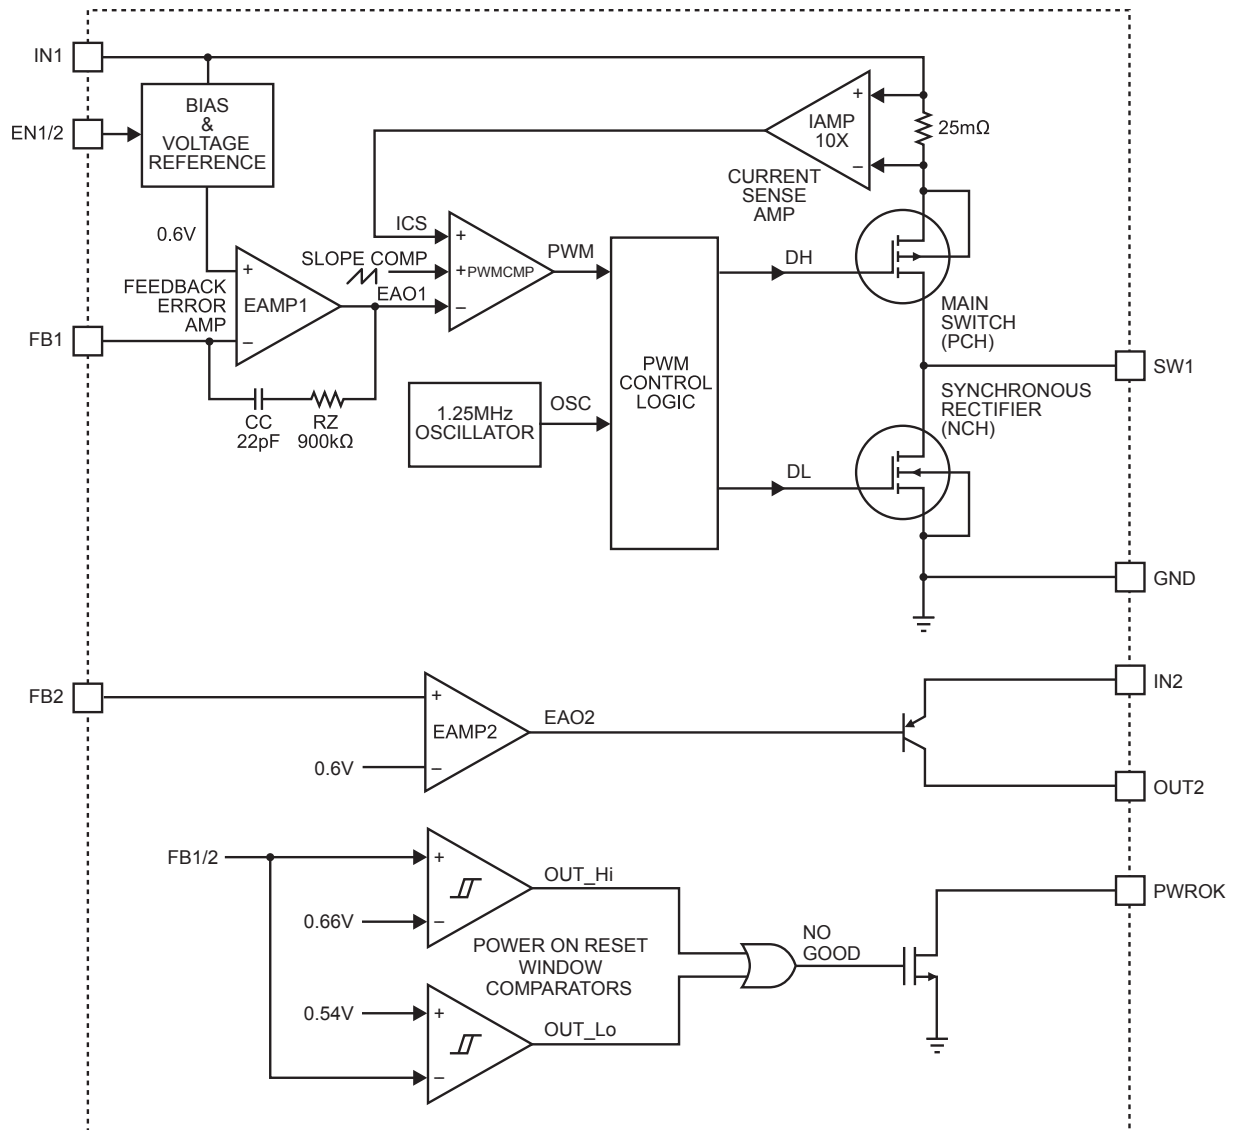 IN1
BIAS
&
VOLTAGE
REFERENCE
EN1/2
+
IAMP
10X
–
25mΩ
CURRENT
SENSE
AMP
0.6V
ICS
+
SLOPE COMP
+PWMCMP
EAO1
–
PWM
DH
FEEDBACK
ERROR
AMP
+
EAMP1
–
FB1
MAIN
SWITCH
(PCH)
SW1
PWM
CONTROL
LOGIC
CC
22pF
RZ
900kΩ
1.25MHz
OSCILLATOR
OSC
SYNCHRONOUS
RECTIFIER
(NCH)
DL
GND
FB2
+
EAMP2
–
0.6V
EAO2
IN2
OUT2
FB1/2
+
–
0.66V
OUT_Hi
PWROK
POWER ON RESET
WINDOW
COMPARATORS
NO
GOOD
0.54V
+
–
OUT_Lo